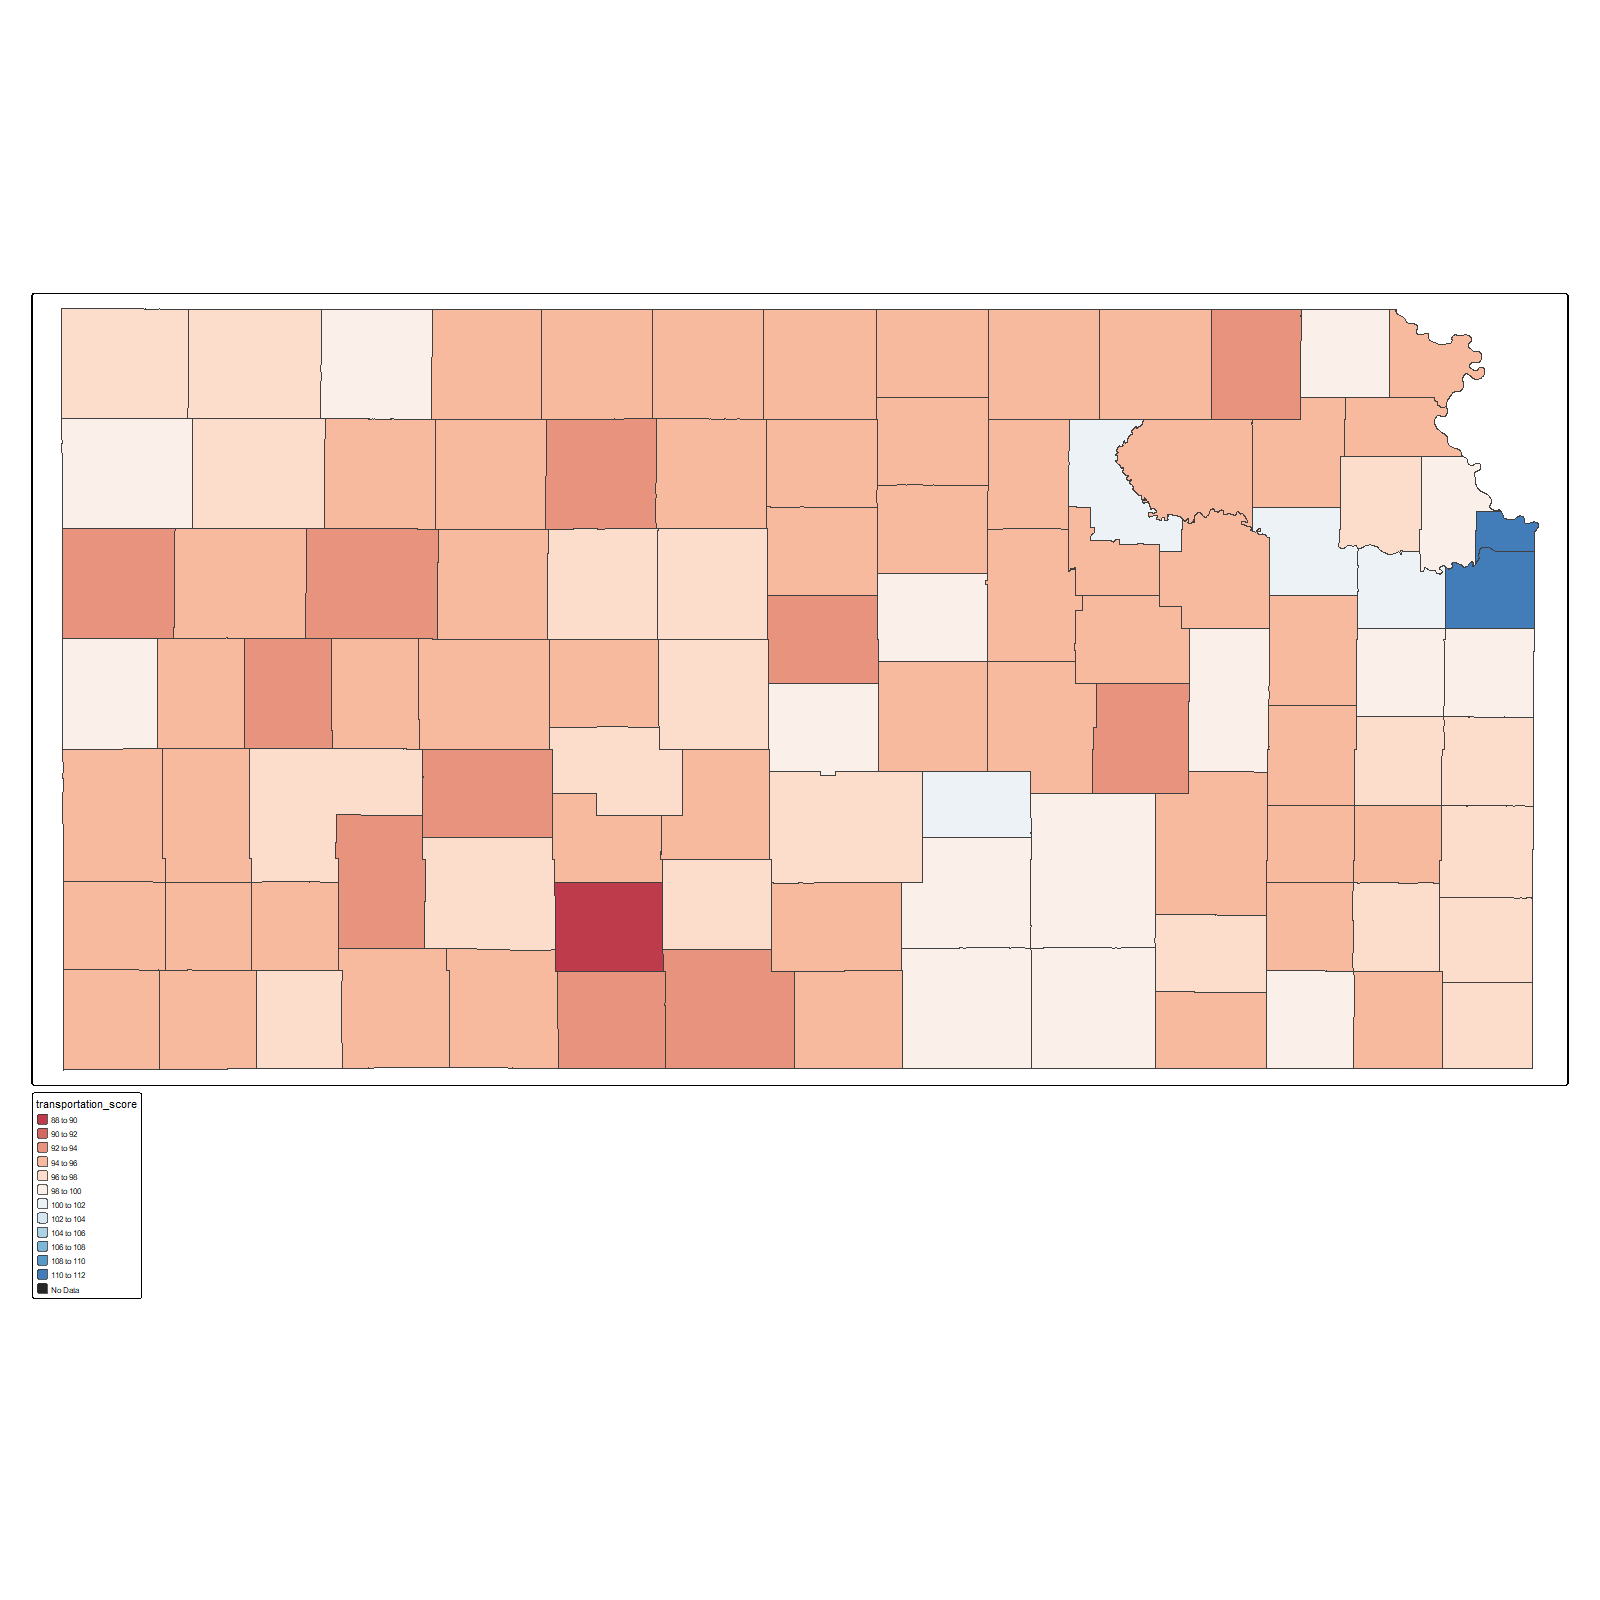 transportation_score
88 to 90
90 to 92
92 to 94
94 to 96
96 to 98
98 to 100
100 to 102
102 to 104
104 to 106
106 to 108
108 to 110
110 to 112
No Data